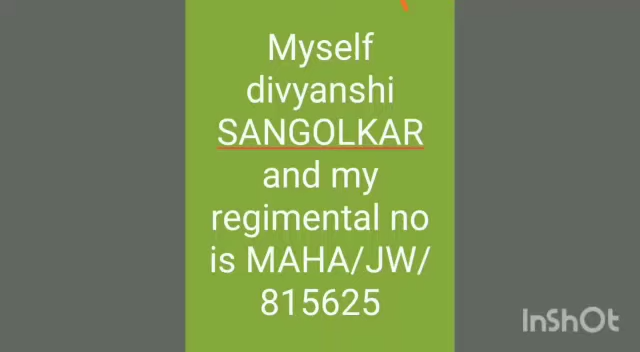 Myself
divyanshi
SANGOLKAR
and my
regimental no
is MAHA/JW/
815625
InShOt